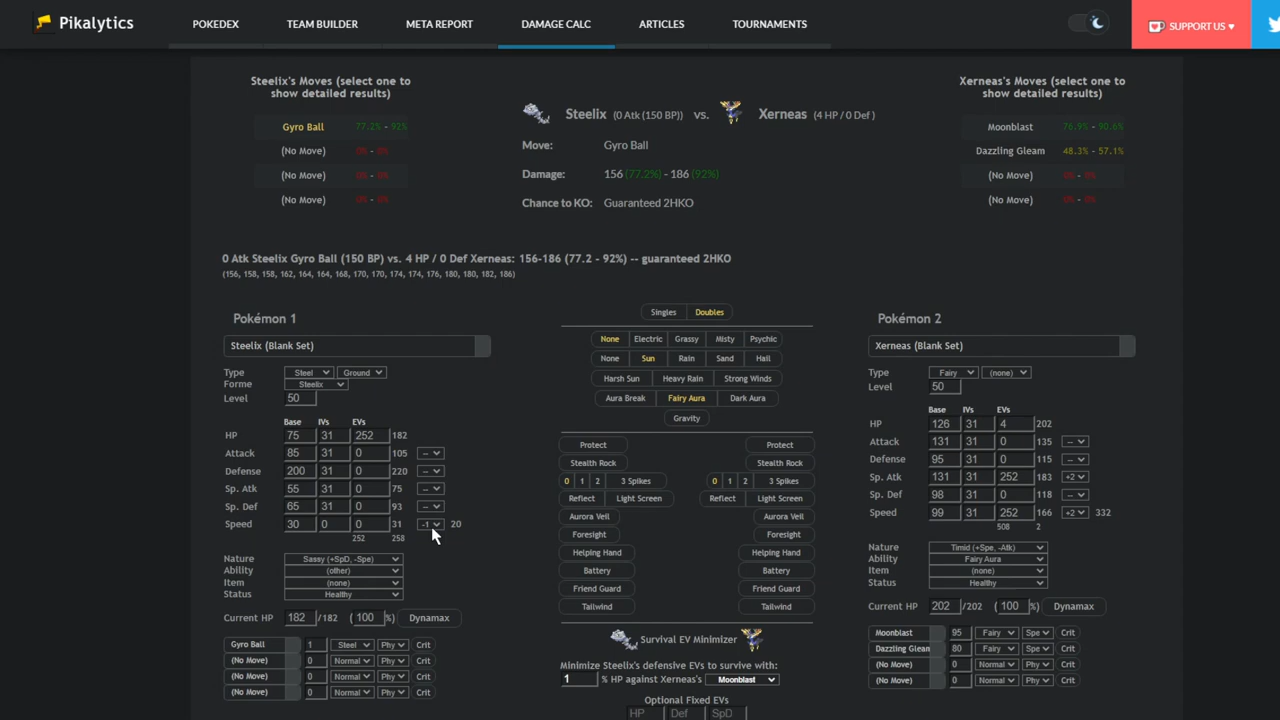 Pikalytics
POKEDEX TEAM BUILDER META REPORT DAMAGE CALC ARTICLES TOURNAMENTS
SUPPORT US ♥
Steelix's Moves (select one to
show detailed results)
Gyro Ball 77.2% - 92%
(No Move) 0% - 0%
(No Move) 0% - 0%
(No Move) 0% - 0%
Steelix (0 Atk (150 BP)) vs. Xerneas (4 HP / 0 Def )
Move: Gyro Ball
Damage: 156 (77.2%) - 186 (92%)
Chance to KO: Guaranteed 2HKO
Xerneas's Moves (select one to
show detailed results)
Moonblast 76.9% - 90.6%
Dazzling Gleam 48.3% - 57.1%
(No Move) 0% - 0%
(No Move) 0% - 0%
0 Atk Steelix Gyro Ball (150 BP) vs. 4 HP / 0 Def Xerneas: 156-186 (77.2 - 92%) -- guaranteed 2HKO
(156, 158, 158, 162, 164, 164, 168, 170, 170, 174, 174, 176, 180, 180, 182, 186)
Pokémon 1
Steelix (Blank Set)
Type Steel Ground
Forme Steelix
Level 50
Base IVs EVs
HP 75 31 252 182
Attack 85 31 0 105 --
Defense 200 31 0 220 --
Sp. Atk 55 31 0 75 --
Sp. Def 65 31 0 93 --
Speed 30 0 0 31 -1 20
252 258
Nature Sassy (+SpD, -Spe)
Ability (other)
Item (none)
Status Healthy
Current HP 182 /182 ( 100 %) Dynamax
Gyro Ball 1 Steel Phy Crit
(No Move) 0 Normal Phy Crit
(No Move) 0 Normal Phy Crit
(No Move) 0 Normal Phy Crit
Singles Doubles
None Electric Grassy Misty Psychic
None Sun Rain Sand Hail
Harsh Sun Heavy Rain Strong Winds
Aura Break Fairy Aura Dark Aura
Gravity
Protect Protect
Stealth Rock Stealth Rock
0 1 2 3 Spikes 0 1 2 3 Spikes
Reflect Light Screen Reflect Light Screen
Aurora Veil Aurora Veil
Foresight Foresight
Helping Hand Helping Hand
Battery Battery
Friend Guard Friend Guard
Tailwind Tailwind
Survival EV Minimizer
Minimize Steelix's defensive EVs to survive with:
1 % HP against Xerneas's Moonblast
Optional Fixed EVs
HP Def SpD
Pokémon 2
Xerneas (Blank Set)
Type Fairy (none)
Level 50
Base IVs EVs
HP 126 31 4 202
Attack 131 31 0 135 --
Defense 95 31 0 115 --
Sp. Atk 131 31 252 183 +2
Sp. Def 98 31 0 118 --
Speed 99 31 252 166 +2 332
508 2
Nature Timid (+Spe, -Atk)
Ability Fairy Aura
Item (none)
Status Healthy
Current HP 202 /202 ( 100 %) Dynamax
Moonblast 95 Fairy Spe Crit
Dazzling Gleam 80 Fairy Spe Crit
(No Move) 0 Normal Phy Crit
(No Move) 0 Normal Phy Crit